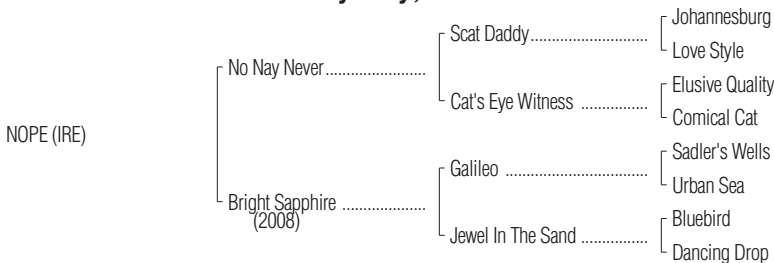 Johannesburg
Scat Daddy
Love Style
No Nay Never
Elusive Quality
Cat's Eye Witness
Comical Cat
NOPE (IRE)
Sadler's Wells
Galileo
Urban Sea
Bright Sapphire
(2008)
Bluebird
Jewel In The Sand
Dancing Drop